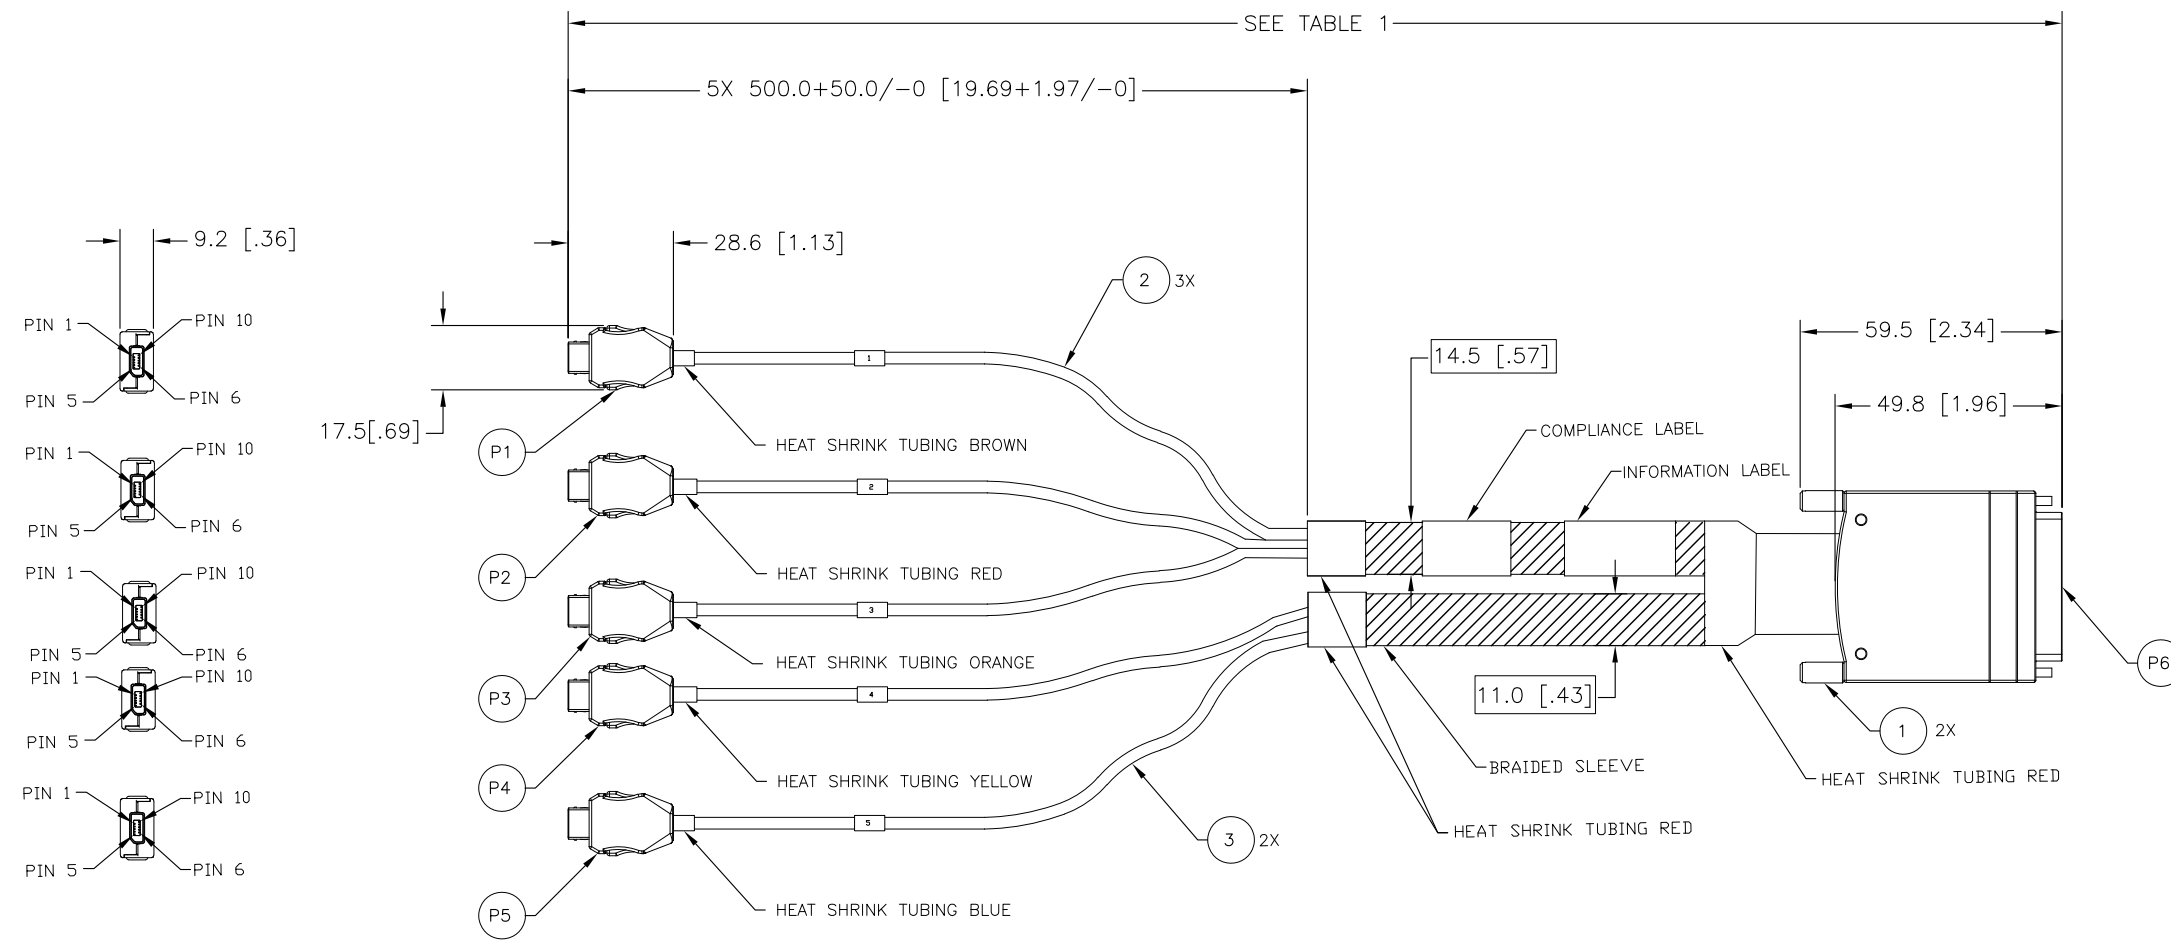 SEE TABLE 1
5X 500.0+50.0/-0 [19.69+1.97/-0]
9.2 [.36]
28.6 [1.13]
2 3X
PIN 1
PIN 10
PIN 5
PIN 6
17.5[.69]
1
P1
HEAT SHRINK TUBING BROWN
14.5 [.57]
59.5 [2.34]
49.8 [1.96]
COMPLIANCE LABEL
INFORMATION LABEL
PIN 1
PIN 10
PIN 5
PIN 6
2
P2
HEAT SHRINK TUBING RED
PIN 1
PIN 10
PIN 5
PIN 6
3
P3
HEAT SHRINK TUBING ORANGE
PIN 1
PIN 10
PIN 5
PIN 6
4
P4
HEAT SHRINK TUBING YELLOW
11.0 [.43]
P6
1 2X
BRAIDED SLEEVE
HEAT SHRINK TUBING RED
HEAT SHRINK TUBING RED
PIN 1
PIN 10
PIN 5
PIN 6
5
3 2X
P5
HEAT SHRINK TUBING BLUE